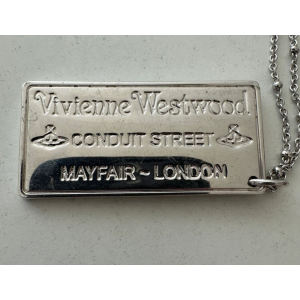 Vivienne Westwood
CONDUIT STREET
MAYFAIR ~ LONDON